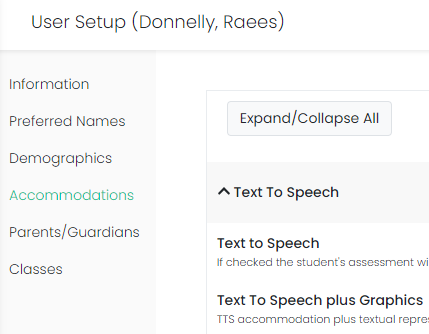 User Setup (Donnelly, Raees)
Information
Preferred Names
Demographics
Accommodations
Parents/Guardians
Classes
Expand/Collapse All
Text To Speech
Text to Speech
If checked the student's assessment wi
Text To Speech plus Graphics
TTS accommodation plus textual repre